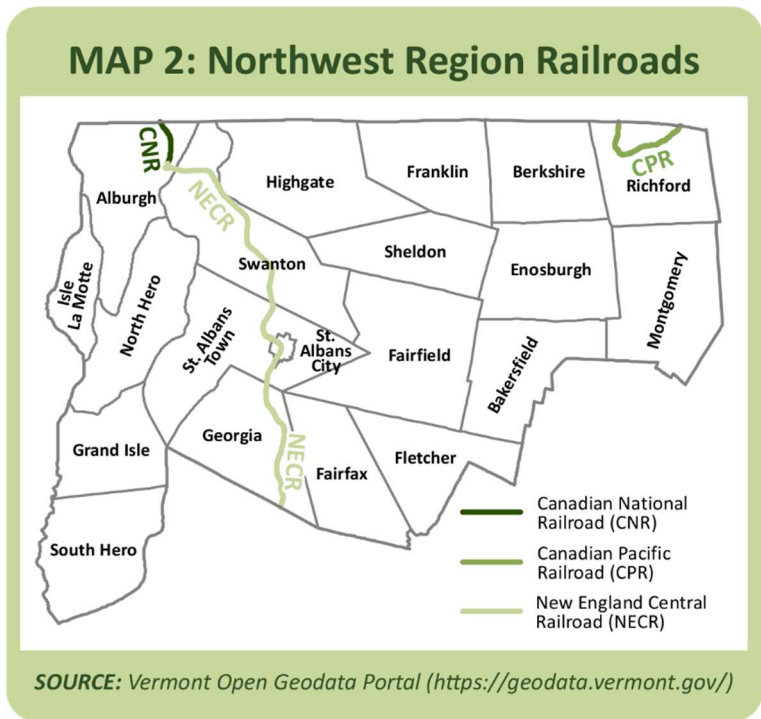 MAP 2: Northwest Region Railroads
CNR
CPR
Richford
Franklin
Berkshire
Highgate
Alburgh
NECR
Sheldon
Swanton
Enosburgh
Isle
La Motte
North Hero
Montgomery
St. Albans
Town
St.
Albans
City
Fairfield
Bakersfield
Georgia
NECR
Grand Isle
Fairfax
Fletcher
South Hero
Canadian National
Railroad (CNR)
Canadian Pacific
Railroad (CPR)
New England Central
Railroad (NECR)
SOURCE: Vermont Open Geodata Portal (https://geodata.vermont.gov/)